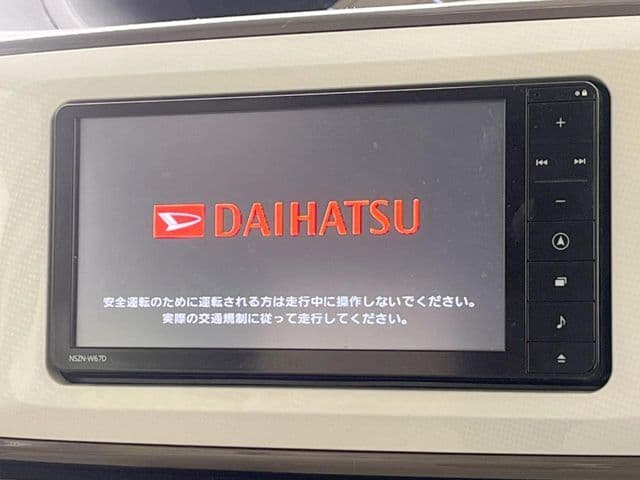 DAIHATSU
安全運転のために運転される方は走行中に操作しないでください。
実際の交通規制に従って走行してください。
NSZN-W67D